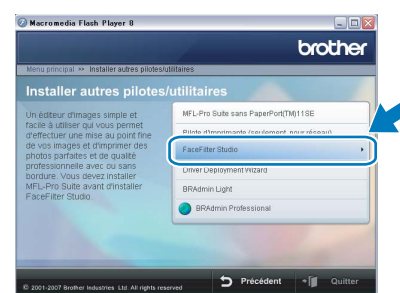 Macromedia Flash Player 8
brother
Menu principal >> Installer autres pilotes/utilitaires
Installer autres pilotes/utilitaires
Un éditeur d'images simple et
facile à utiliser qui vous permet
d'effectuer une mise au point fine
de vos images et d'imprimer des
photos parfaites et de qualité
professionnelle avec ou sans
bordure. Vous devez installer
MFL-Pro Suite avant d'installer
FaceFilter Studio.
MFL-Pro Suite sans PaperPort(TM)11SE
Pilote d'imprimante (seulement, pour réseau)
FaceFilter Studio
Driver Deployment Wizard
BRAdmin Light
BRAdmin Professional
© 2001-2007 Brother Industries. Ltd. All rights reserved
Précédent
Quitter